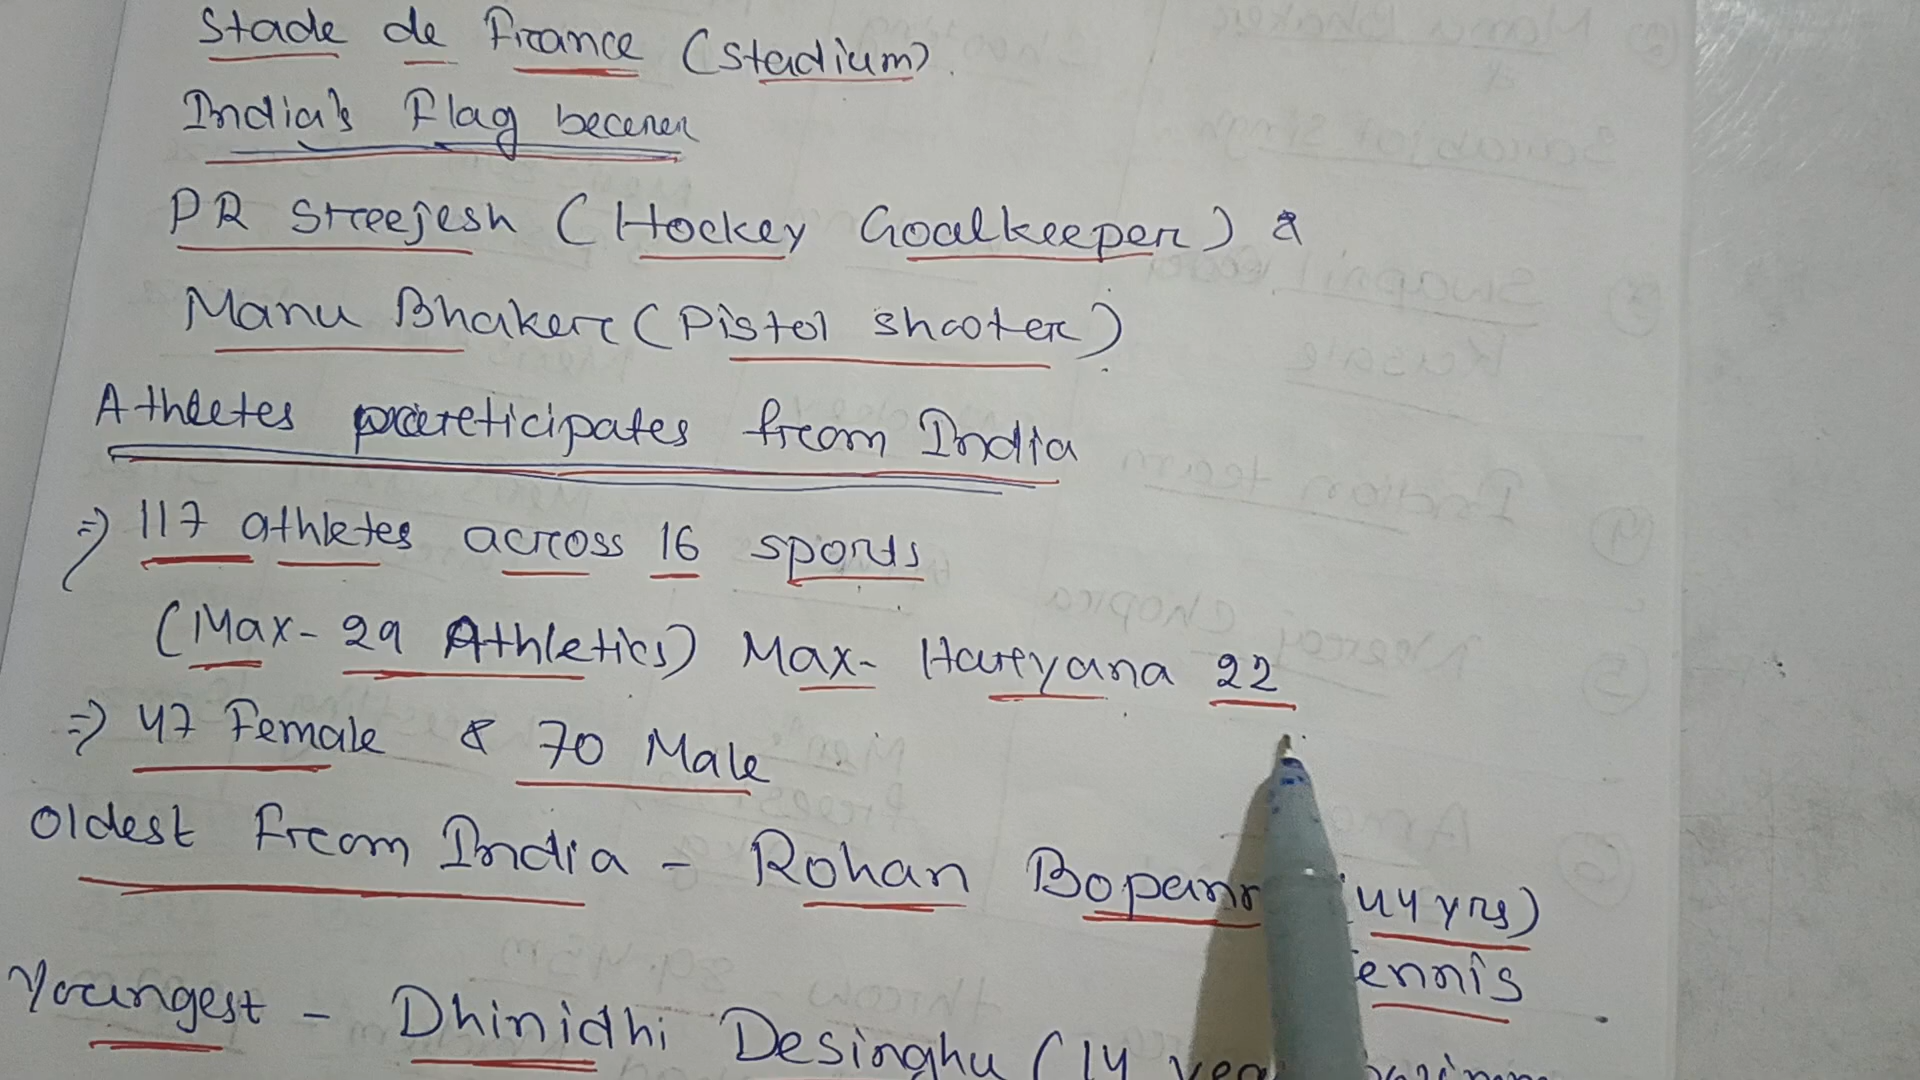 Stade de France (Stadium).
India's Flag bearer
PR Sreejesh (Hockey Goalkeeper) &
Manu Bhaker (Pistol shooter)
Athletes participates from India
⇒ 117 athletes across 16 sports
(Max- 29 Athletics) Max- Haryana 22
⇒ 47 Female & 70 Male
Oldest From India - Rohan Bopann (44 yrs)
ennis
Youngest - Dhinidhi Desinghu (14 yea